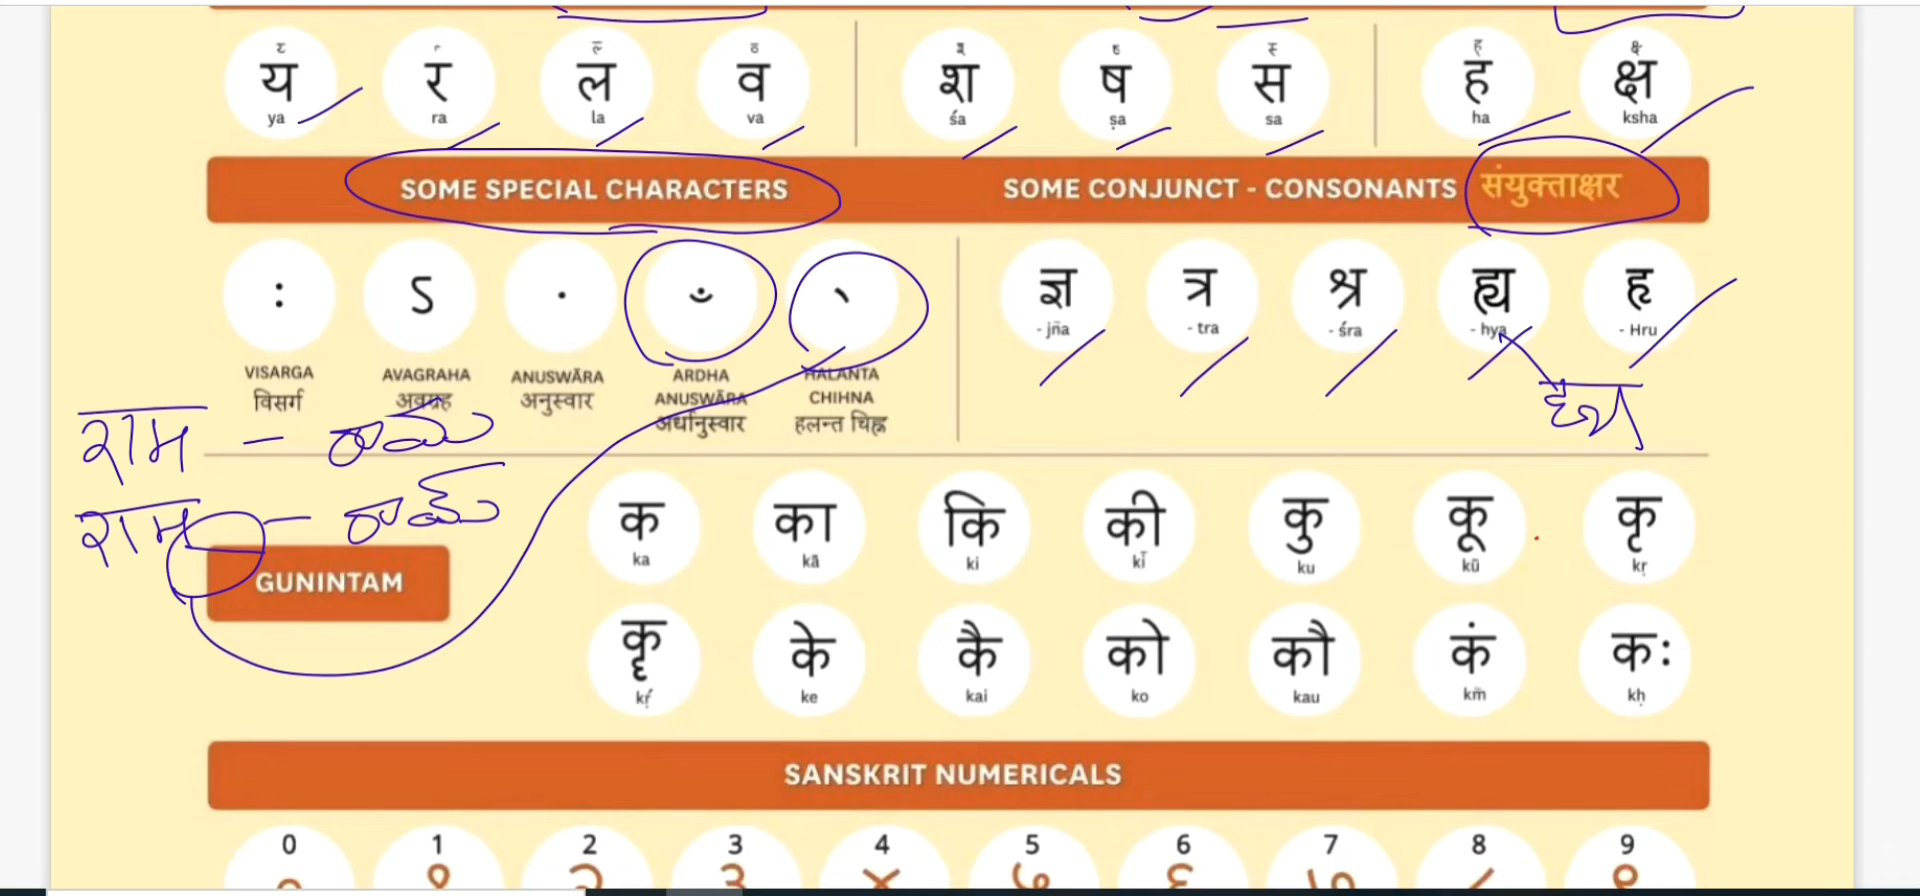 य र ल व श ष स ह क्ष
ya ra la va śa ṣa sa ha ksha
SOME SPECIAL CHARACTERS SOME CONJUNCT - CONSONANTS संयुक्ताक्षर
: ऽ ज्ञ त्र श्र ह्य हृ
- jña - tra - śra - hya - Hru
VISARGA AVAGRAHA ANUSWĀRA ARDHA ANUSWĀRA HALANTA CHIHNA
विसर्ग अवग्रह अनुस्वार अर्धानुस्वार हलन्त चिह्न
राम - రామ
राम् - రామ్
क का कि की कु कू कृ
ka kā ki kī ku kū kṛ
GUNINTAM
कॄ के कै को कौ कं कः
ke kai ko kau km̄ kḥ
SANSKRIT NUMERICALS
0 1 2 3 4 5 6 7 8 9